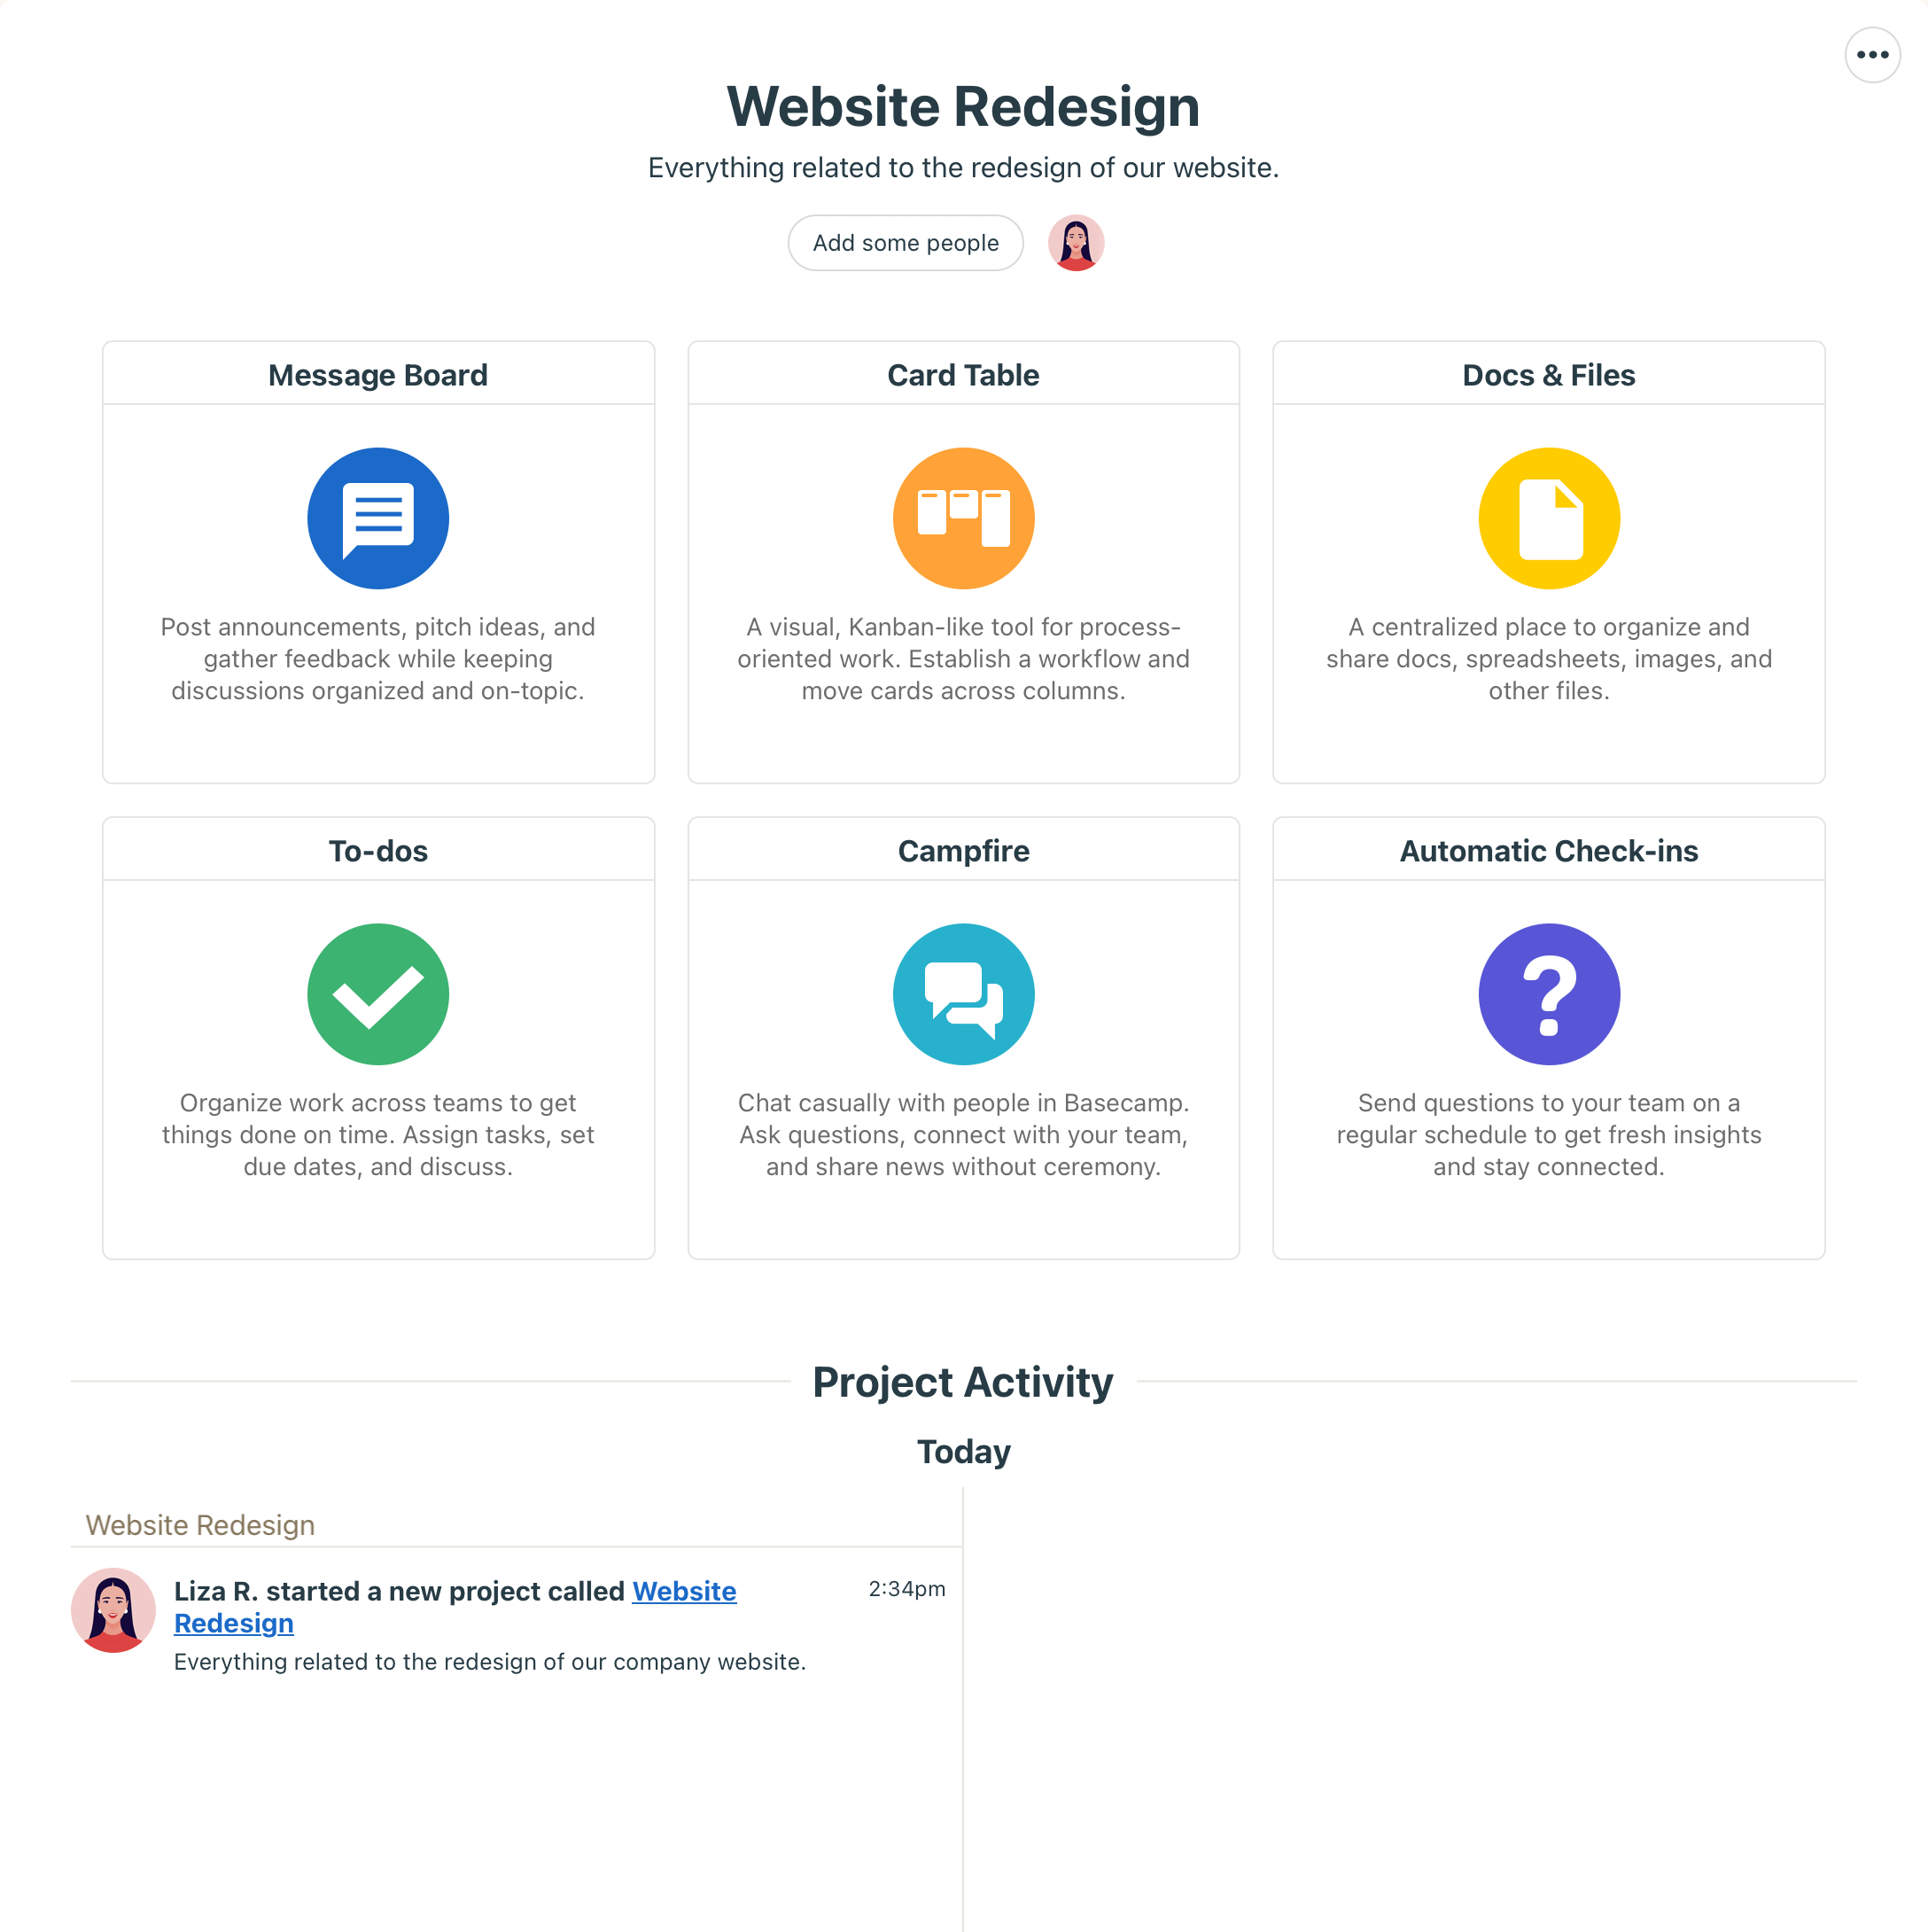 Website Redesign
Everything related to the redesign of our website.
Add some people
Message Board
Post announcements, pitch ideas, and
gather feedback while keeping
discussions organized and on-topic.
Card Table
A visual, Kanban-like tool for process-
oriented work. Establish a workflow and
move cards across columns.
Docs & Files
A centralized place to organize and
share docs, spreadsheets, images, and
other files.
To-dos
Organize work across teams to get
things done on time. Assign tasks, set
due dates, and discuss.
Campfire
Chat casually with people in Basecamp.
Ask questions, connect with your team,
and share news without ceremony.
Automatic Check-ins
Send questions to your team on a
regular schedule to get fresh insights
and stay connected.
Project Activity
Today
Website Redesign
Liza R. started a new project called Website
Redesign
2:34pm
Everything related to the redesign of our company website.